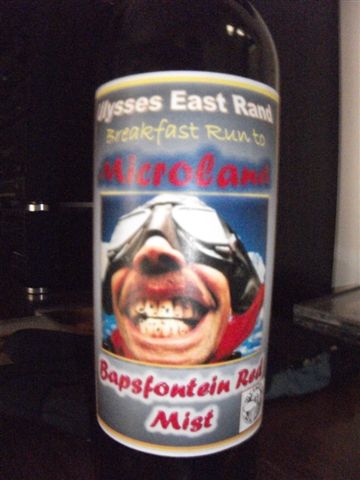 Ulysses East Rand
Breakfast Run to
Microland
Bapsfontein Red
Mist